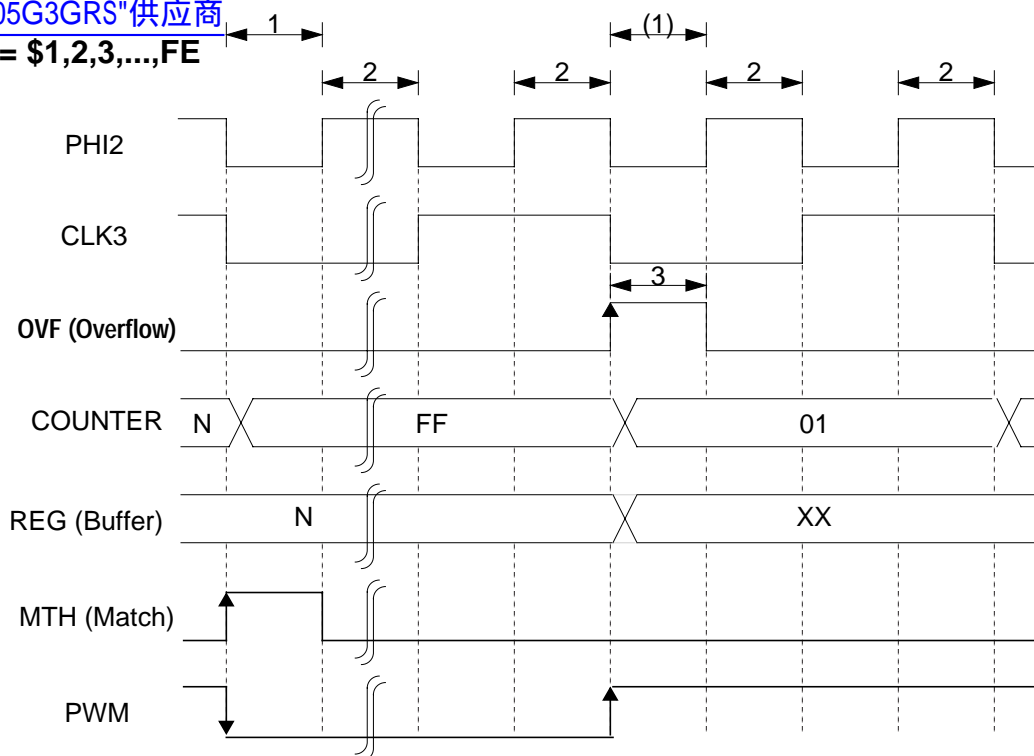 05G3GRS"供应商
= $1,2,3,...,FE
1
(1)
2
2
2
2
PHI2
CLK3
3
OVF (Overflow)
COUNTER
N
FF
01
REG (Buffer)
N
XX
MTH (Match)
PWM